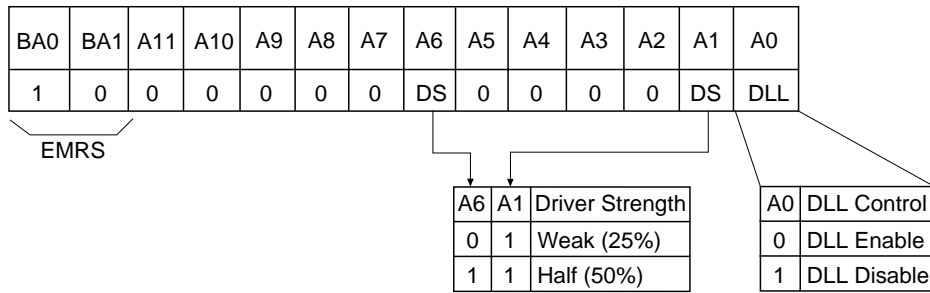 BA0 BA1 A11 A10 A9 A8 A7 A6 A5 A4 A3 A2 A1 A0
1 0 0 0 0 0 0 DS 0 0 0 0 DS DLL
EMRS
A6 A1 Driver Strength
0 1 Weak (25%)
1 1 Half (50%)
A0 DLL Control
0 DLL Enable
1 DLL Disable